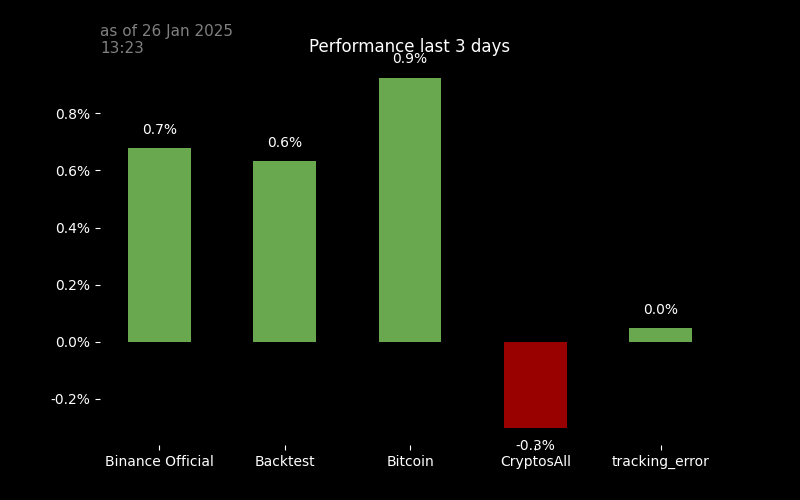 as of 26 Jan 2025
13:23
Performance last 3 days
0.9%
0.8%
0.7%
0.6%
0.6%
0.4%
0.2%
0.0%
0.0%
-0.2%
-0.3%
Binance Official
Backtest
Bitcoin
CryptosAll
tracking_error